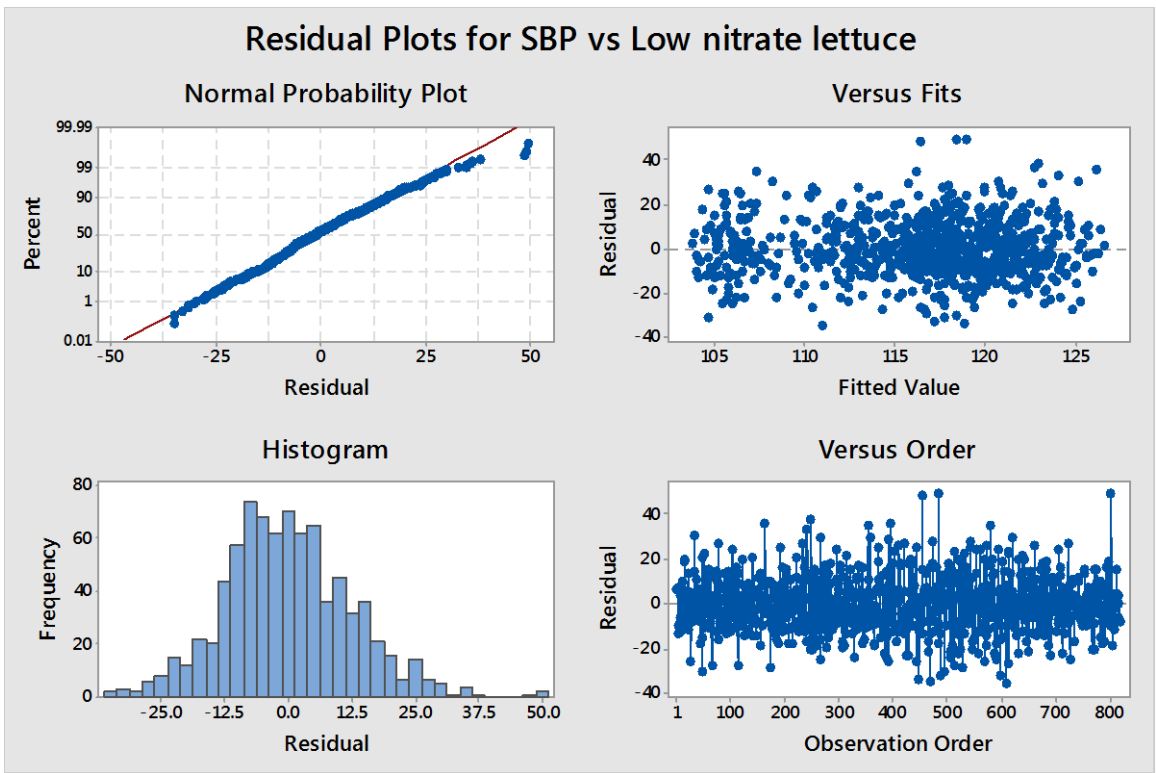 Residual Plots for SBP vs Low nitrate lettuce
Normal Probability Plot
99.99
99
90
50
10
1
0.01
Percent
-50 -25 0 25 50
Residual
Versus Fits
40
20
0
-20
-40
Residual
105 110 115 120 125
Fitted Value
Histogram
80
60
40
20
0
Frequency
-25.0 -12.5 0.0 12.5 25.0 37.5 50.0
Residual
Versus Order
40
20
0
-20
-40
Residual
1 100 200 300 400 500 600 700 800
Observation Order